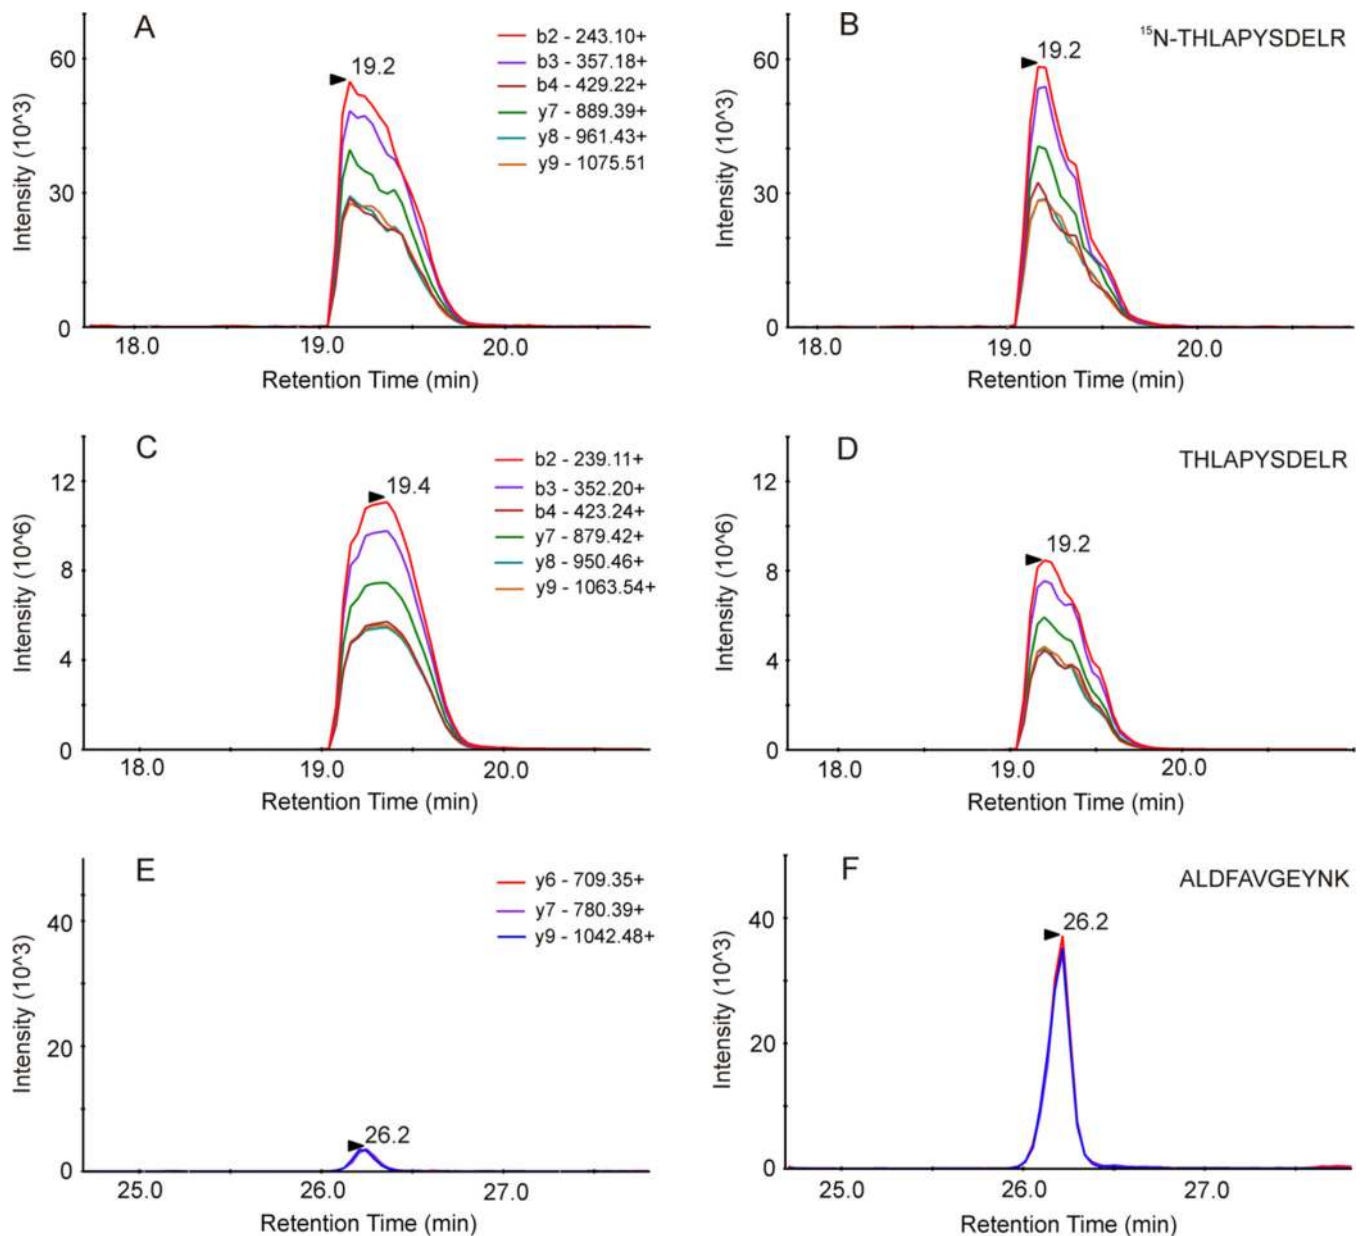 A
19.2
b2 - 243.10+
b3 - 357.18+
b4 - 429.22+
y7 - 889.39+
y8 - 961.43+
y9 - 1075.51
60
30
0
Intensity (10^3)
18.0 19.0 20.0
Retention Time (min)
B
19.2
¹⁵N-THLAPYSDELR
60
30
0
Intensity (10^3)
18.0 19.0 20.0
Retention Time (min)
C
19.4
b2 - 239.11+
b3 - 352.20+
b4 - 423.24+
y7 - 879.42+
y8 - 950.46+
y9 - 1063.54+
12
8
4
0
Intensity (10^6)
18.0 19.0 20.0
Retention Time (min)
D
19.2
THLAPYSDELR
12
8
4
0
Intensity (10^6)
18.0 19.0 20.0
Retention Time (min)
E
26.2
y6 - 709.35+
y7 - 780.39+
y9 - 1042.48+
40
20
0
Intensity (10^3)
25.0 26.0 27.0
Retention Time (min)
F
26.2
ALDFAVGEYNK
40
20
0
Intensity (10^3)
25.0 26.0 27.0
Retention Time (min)